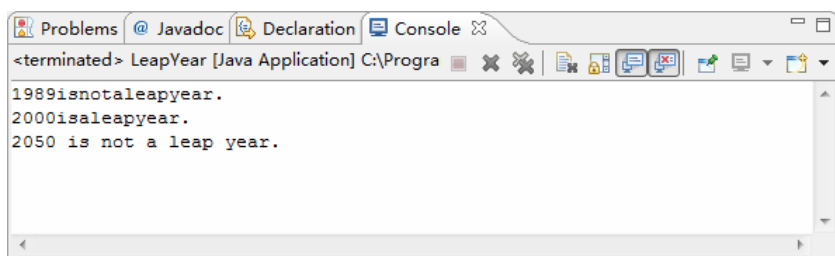 Problems @ Javadoc Declaration Console
<terminated> LeapYear [Java Application] C:\Progra
1989isnotaleapyear.
2000isaleapyear.
2050 is not a leap year.